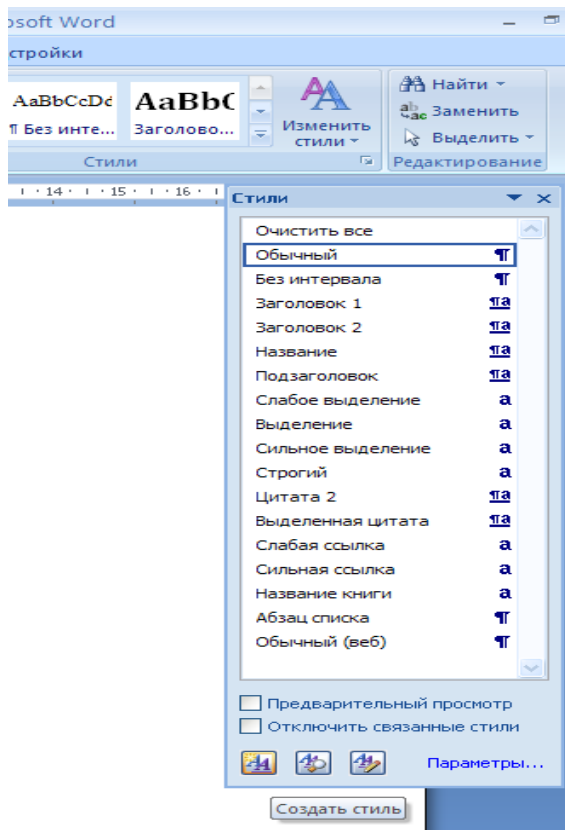 osoft Word
стройки
АаBbСcDd AaBbC
¶ Без инте... Заголово...
Изменить стили
Найти
Заменить
Выделить
Стили
Редактирование
14 · 15 · 16
Стили
Очистить все
Обычный ¶
Без интервала ¶
Заголовок 1 ¶a
Заголовок 2 ¶a
Название ¶a
Подзаголовок ¶a
Слабое выделение a
Выделение a
Сильное выделение a
Строгий a
Цитата 2 ¶a
Выделенная цитата ¶a
Слабая ссылка a
Сильная ссылка a
Название книги a
Абзац списка ¶
Обычный (веб) ¶
Предварительный просмотр
Отключить связанные стили
Параметры...
Создать стиль